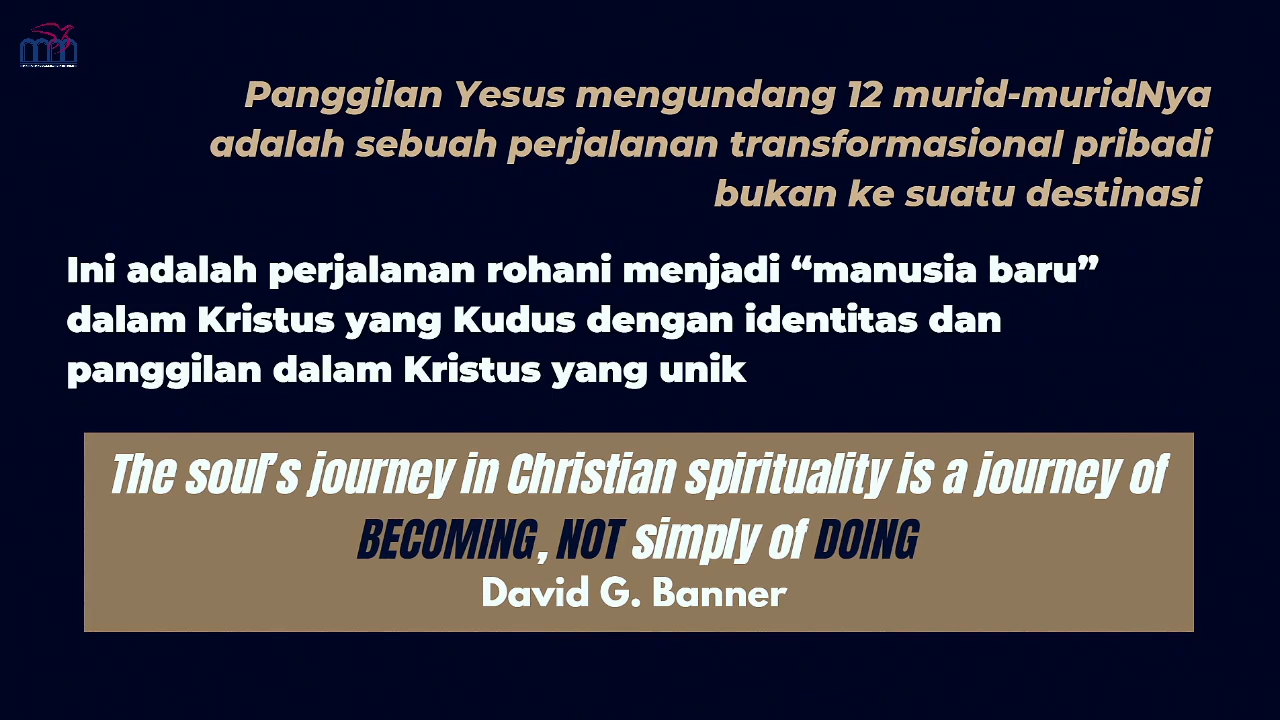 Panggilan Yesus mengundang 12 murid-muridNya
adalah sebuah perjalanan transformasional pribadi
bukan ke suatu destinasi
Ini adalah perjalanan rohani menjadi “manusia baru”
dalam Kristus yang Kudus dengan identitas dan
panggilan dalam Kristus yang unik
The soul's journey in Christian spirituality is a journey of
BECOMING, NOT simply of DOING
David G. Banner